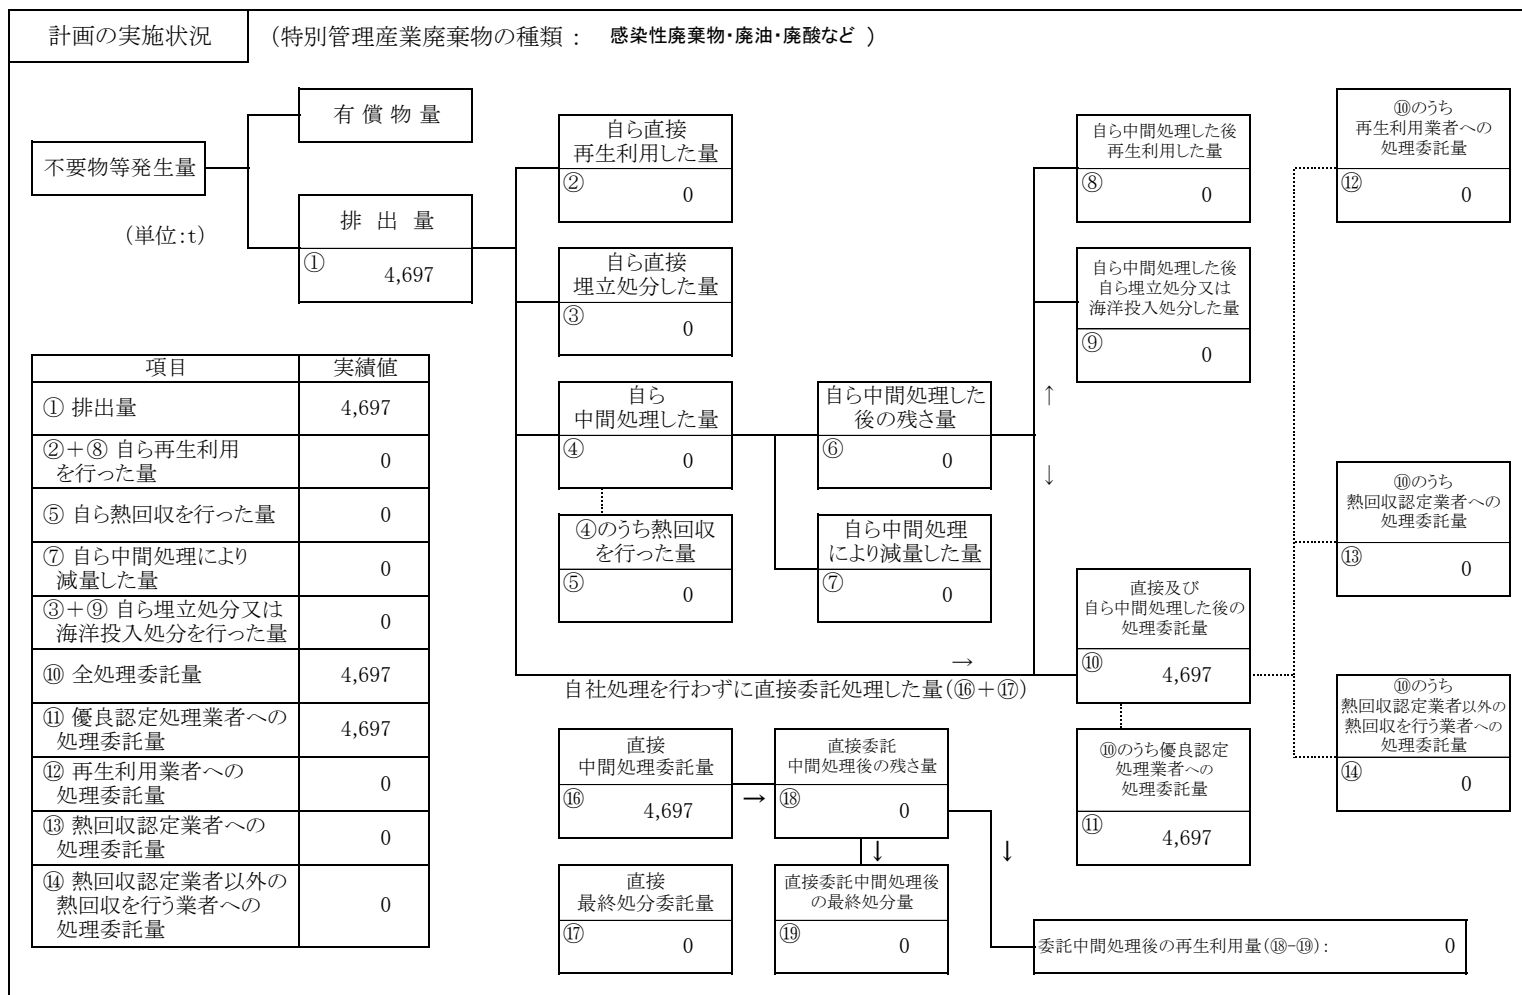 計画の実施状況
（特別管理産業廃棄物の種類： 感染性廃棄物・廃油・廃酸など ）
不要物等発生量
（単位：t）
有 償 物 量
排 出 量
① 4,697
自ら直接
再生利用した量
② 0
自ら直接
埋立処分した量
③ 0
自ら
中間処理した量
④ 0
④のうち熱回収
を行った量
⑤ 0
自ら中間処理した
後の残さ量
⑥ 0
自ら中間処理
により減量した量
⑦ 0
自ら中間処理した後
再生利用した量
⑧ 0
自ら中間処理した後
自ら埋立処分又は
海洋投入処分した量
⑨ 0
↑
↓
直接及び
自ら中間処理した後の
処理委託量
⑩ 4,697
⑩のうち優良認定
処理業者への
処理委託量
⑪ 4,697
⑩のうち
再生利用業者への
処理委託量
⑫ 0
⑩のうち
熱回収認定業者への
処理委託量
⑬ 0
⑩のうち
熱回収認定業者以外の
熱回収を行う業者への
処理委託量
⑭ 0
→
自社処理を行わずに直接委託処理した量（⑯＋⑰）
直接
中間処理委託量
⑯ 4,697
→
直接委託
中間処理後の残さ量
⑱ 0
↓
↓
直接
最終処分委託量
⑰ 0
直接委託中間処理後
の最終処分量
⑲ 0
委託中間処理後の再生利用量（⑱-⑲）： 0
項目 実績値
① 排出量 4,697
②＋⑧ 自ら再生利用
を行った量 0
⑤ 自ら熱回収を行った量 0
⑦ 自ら中間処理により
減量した量 0
③＋⑨ 自ら埋立処分又は
海洋投入処分を行った量 0
⑩ 全処理委託量 4,697
⑪ 優良認定処理業者への
処理委託量 4,697
⑫ 再生利用業者への
処理委託量 0
⑬ 熱回収認定業者への
処理委託量 0
⑭ 熱回収認定業者以外の
熱回収を行う業者への
処理委託量 0